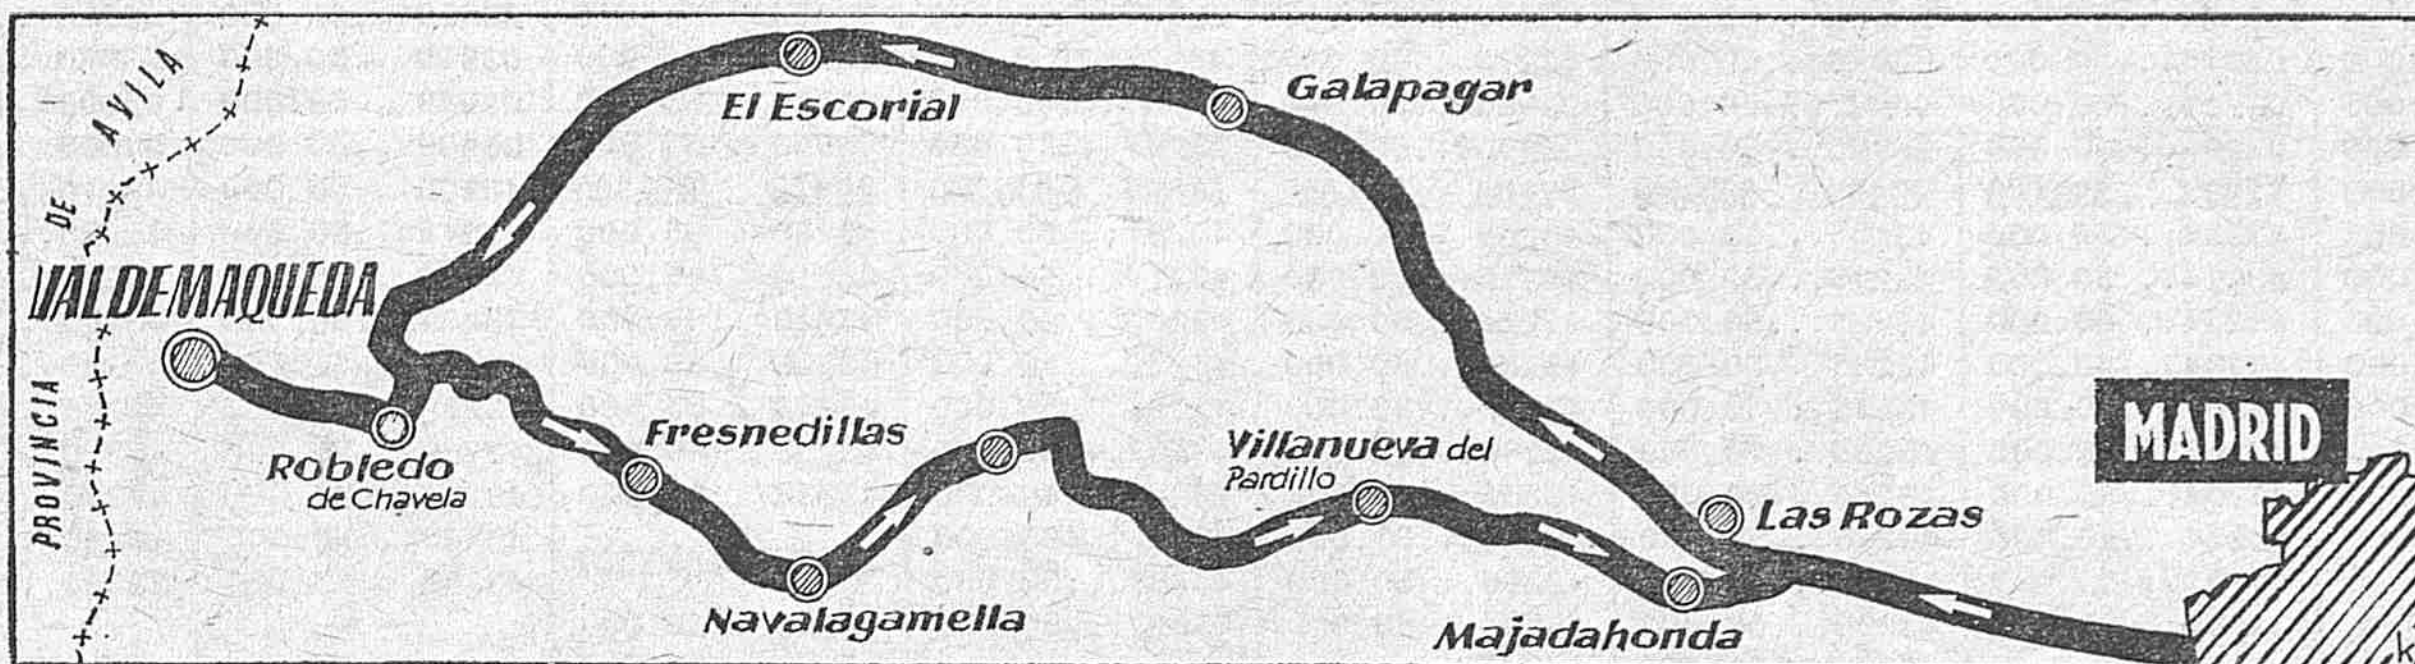 PROVINCIA DE AVILA
VALDEMAQUEDA
El Escorial
Galapagar
Robledo
de Chavela
Fresnedillas
Navalagamella
Villanueva del
Pardillo
Majadahonda
Las Rozas
MADRID
k